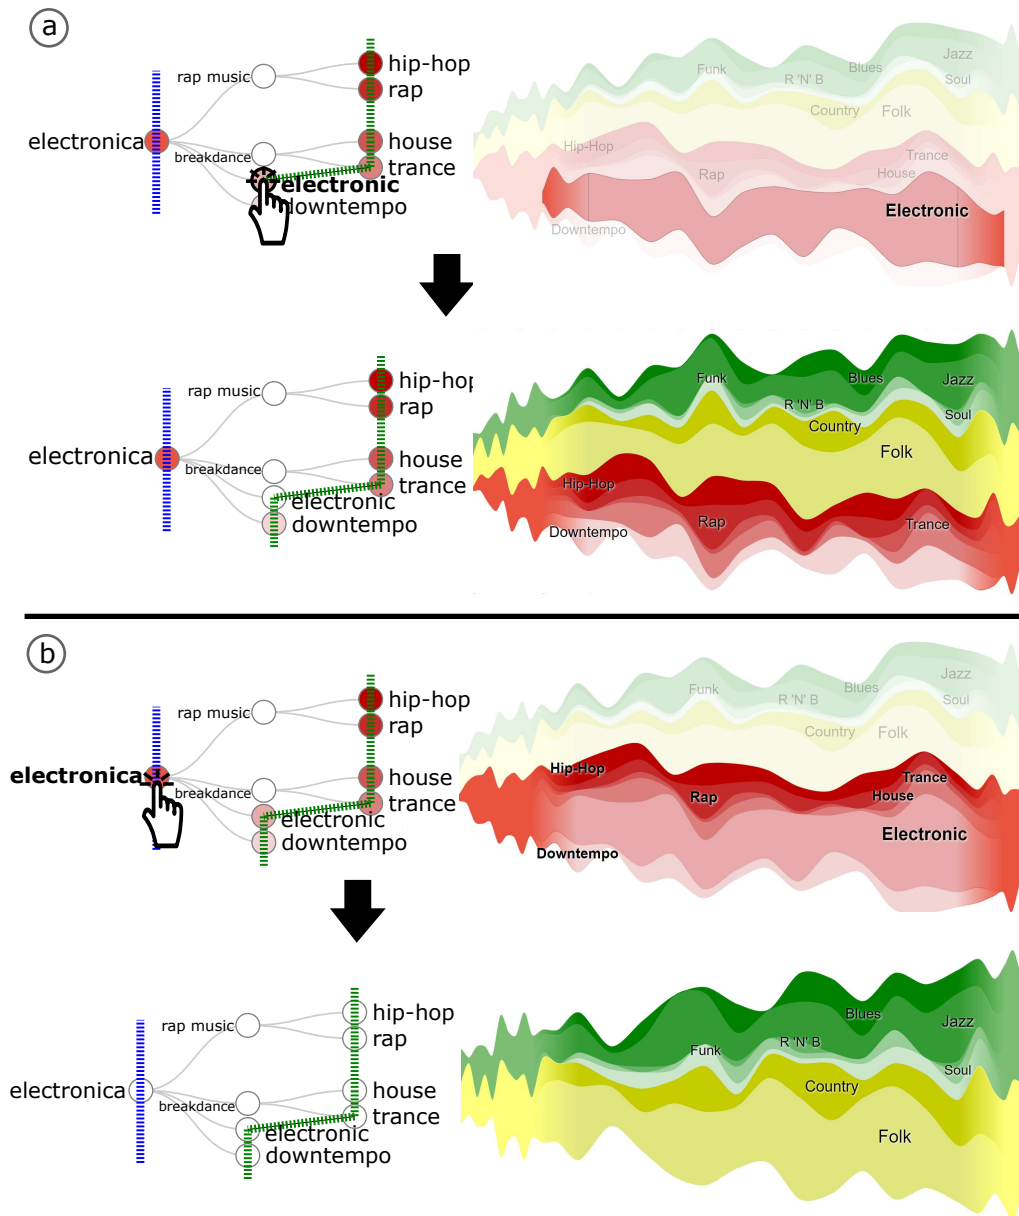 a
hip-hop
rap music
rap
electronica
house
breakdance
trance
electronic
downtempo
Jazz
Funk
Blues
R 'N' B
Soul
Country
Folk
Hip-Hop
Trance
Rap
House
Electronic
Downtempo
hip-hop
rap music
rap
electronica
house
breakdance
trance
electronic
downtempo
Funk
Blues
Jazz
R 'N' B
Soul
Country
Folk
Hip-Hop
Rap
Trance
Downtempo
b
hip-hop
rap music
rap
electronica
house
breakdance
trance
electronic
downtempo
Jazz
Funk
Blues
R 'N' B
Soul
Country
Folk
Hip-Hop
Trance
Rap
House
Electronic
Downtempo
hip-hop
rap music
rap
electronica
house
breakdance
trance
electronic
downtempo
Blues
Jazz
R 'N' B
Funk
Soul
Country
Folk